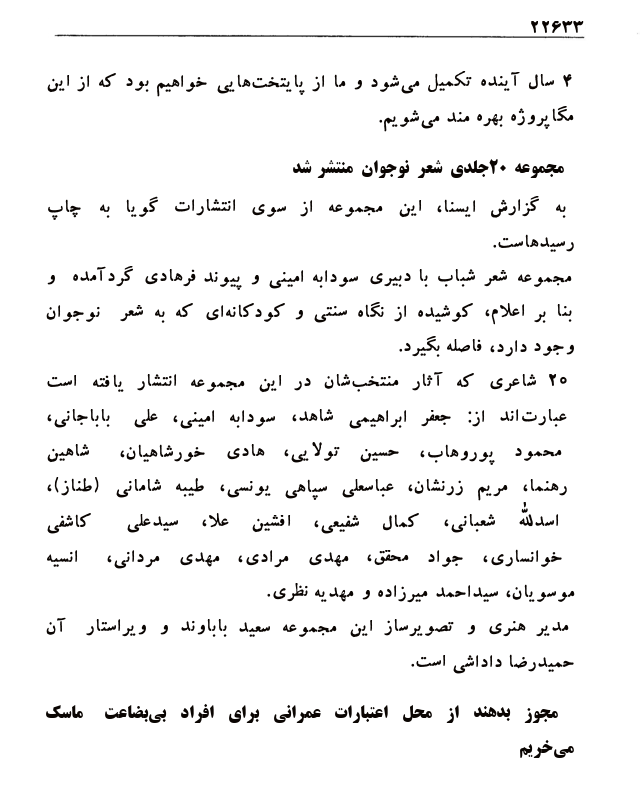 ۲۲۶۳۳
۴ سال آینده تکمیل می‌شود و ما از پایتخت‌هایی خواهیم بود که از این
مگاپروژه بهره مند می‌شویم.
مجموعه ۲۰جلدی شعر نوجوان منتشر شد
به گزارش ایسنا، این مجموعه از سوی انتشارات گویا به چاپ
رسیدهاست.
مجموعه شعر شباب با دبیری سودابه امینی و پیوند فرهادی گردآمده و
بنا بر اعلام، کوشیده از نگاه سنتی و کودکانه‌ای که به شعر نوجوان
وجود دارد، فاصله بگیرد.
۲۰ شاعری که آثار منتخب‌شان در این مجموعه انتشار یافته است
عبارت‌اند از: جعفر ابراهیمی شاهد، سودابه امینی، علی باباجانی،
محمود پوروهاب، حسین تولایی، هادی خورشاهیان، شاهین
رهنما، مریم زرنشان، عباسعلی سپاهی یونسی، طیبه شامانی (طناز)،
اسدلله شعبانی، کمال شفیعی، افشین علا، سیدعلی کاشفی
خوانساری، جواد محقق، مهدی مرادی، مهدی مردانی، انسیه
موسویان، سیداحمد میرزاده و مهدیه نظری.
مدیر هنری و تصویرساز این مجموعه سعید باباوند و ویراستار آن
حمیدرضا داداشی است.
مجوز بدهند از محل اعتبارات عمرانی برای افراد بی‌بضاعت ماسک
می‌خریم